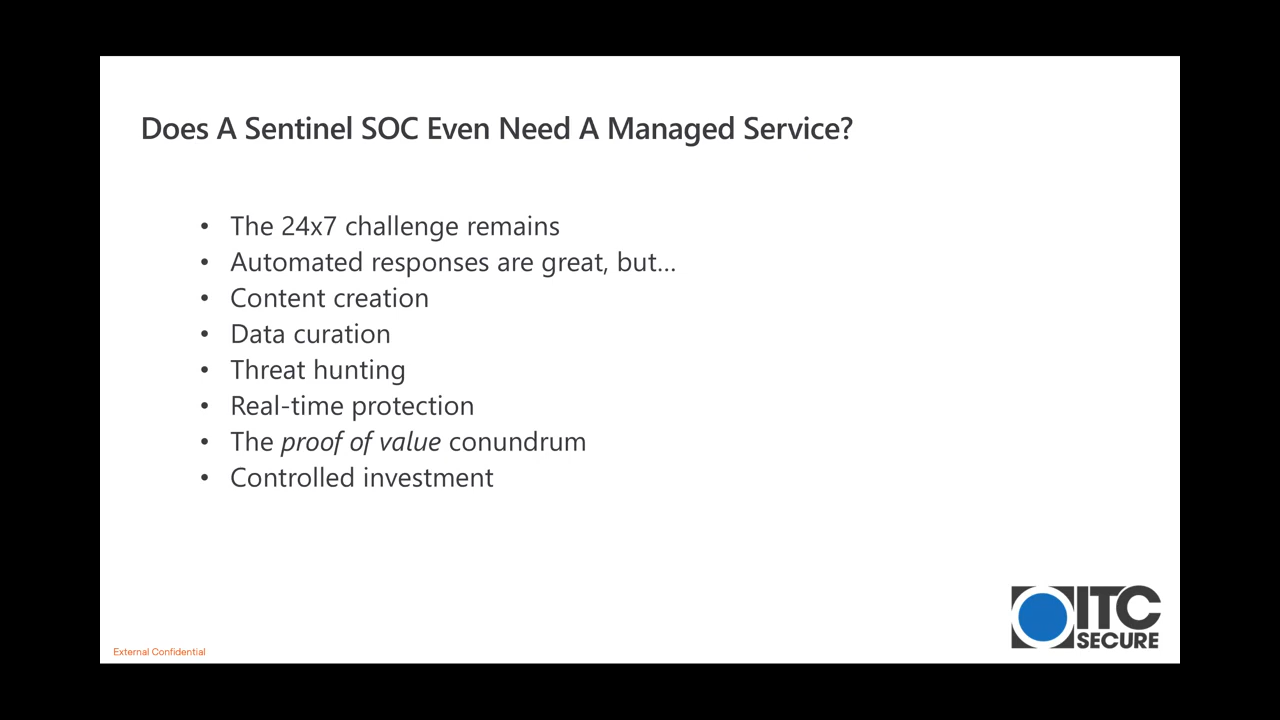 Does A Sentinel SOC Even Need A Managed Service?
• The 24x7 challenge remains
• Automated responses are great, but...
• Content creation
• Data curation
• Threat hunting
• Real-time protection
• The proof of value conundrum
• Controlled investment
ITC
SECURE
External Confidential